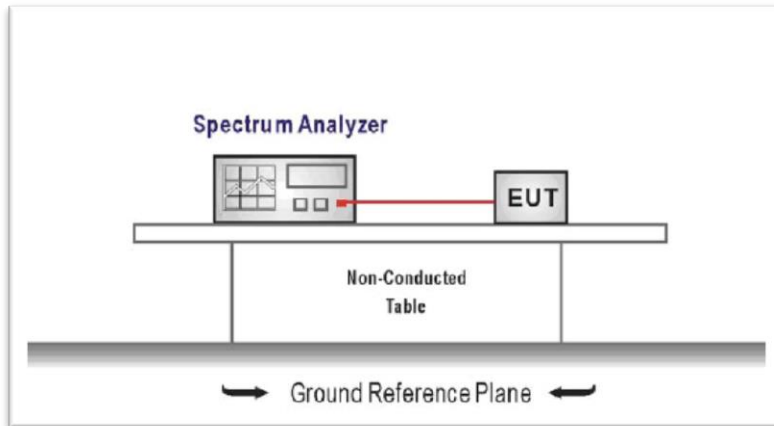 Spectrum Analyzer
EUT
Non-Conducted
Table
Ground Reference Plane